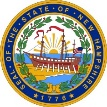 SEAL · OF · THE · STATE · OF · NEW · HAMPSHIRE
1776